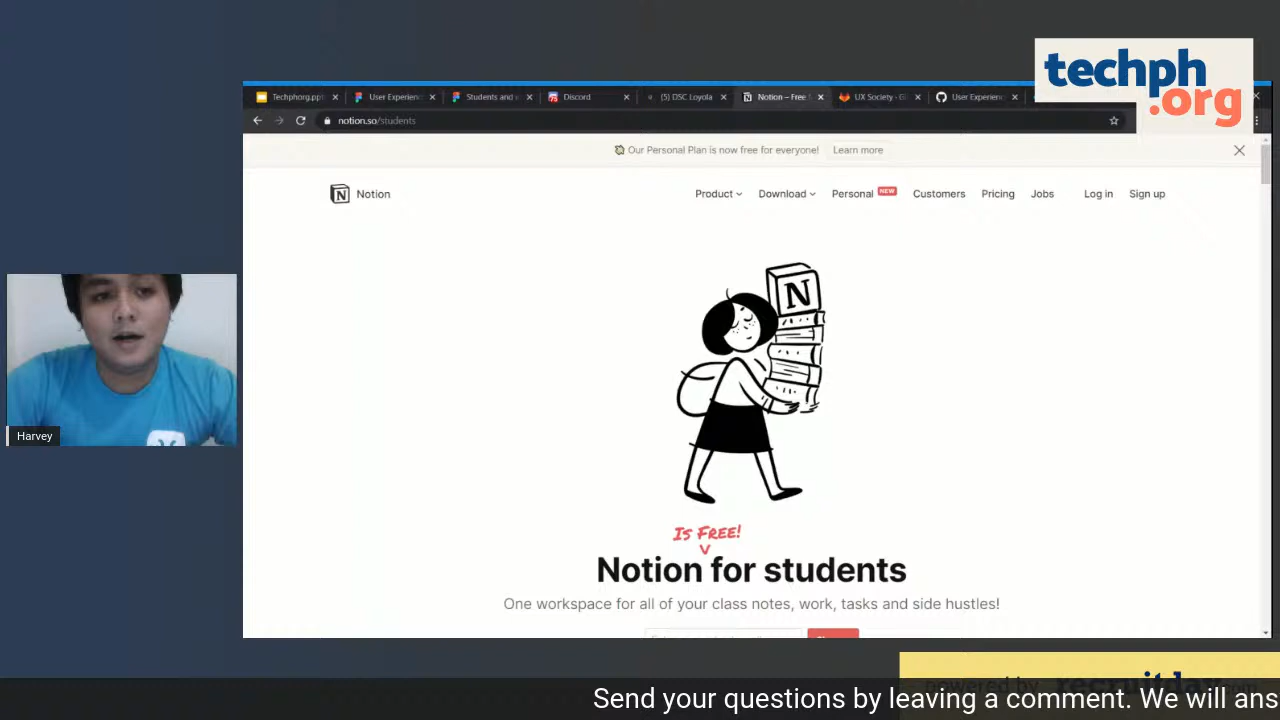 techph
.org
Techphorg.ppt
User Experienc
Students and
Discord
(5) DSC Loyola
Notion – Free
UX Society - G
User Experienc
notion.so/students
Our Personal Plan is now free for everyone! Learn more
N Notion
Product Download Personal NEW Customers Pricing Jobs Log in Sign up
N
Is Free!
Notion for students
One workspace for all of your class notes, work, tasks and side hustles!
Harvey
powered by recruitday
Send your questions by leaving a comment. We will ans